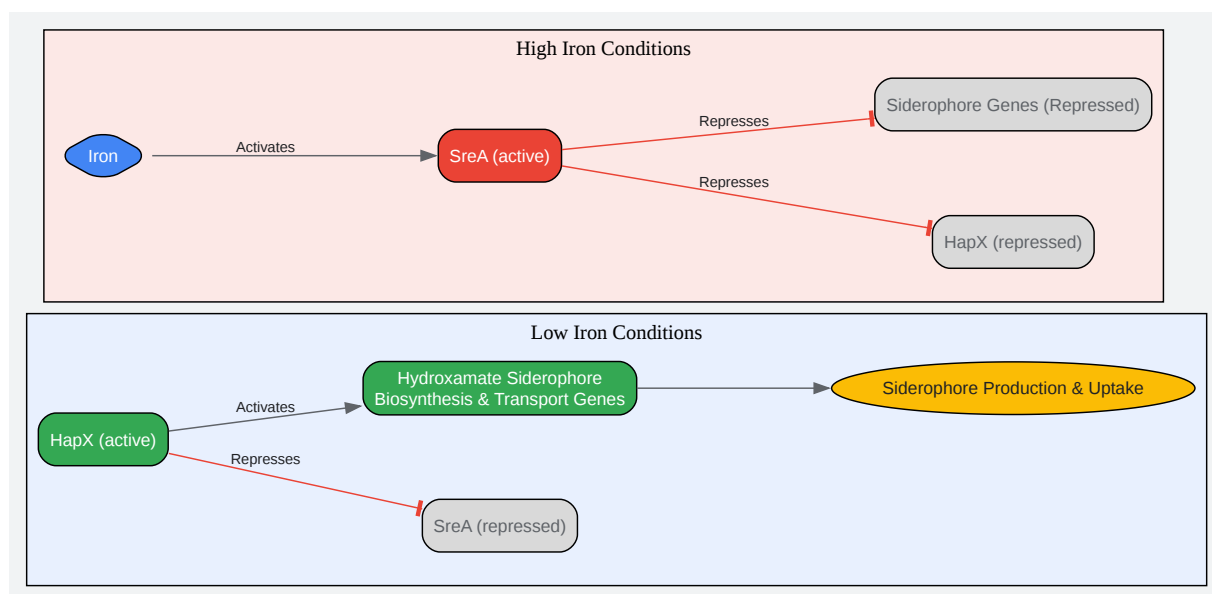 High Iron Conditions
Iron
Activates
SreA (active)
Represses
Siderophore Genes (Repressed)
Represses
HapX (repressed)
Low Iron Conditions
HapX (active)
Activates
Hydroxamate Siderophore
Biosynthesis & Transport Genes
Siderophore Production & Uptake
Represses
SreA (repressed)